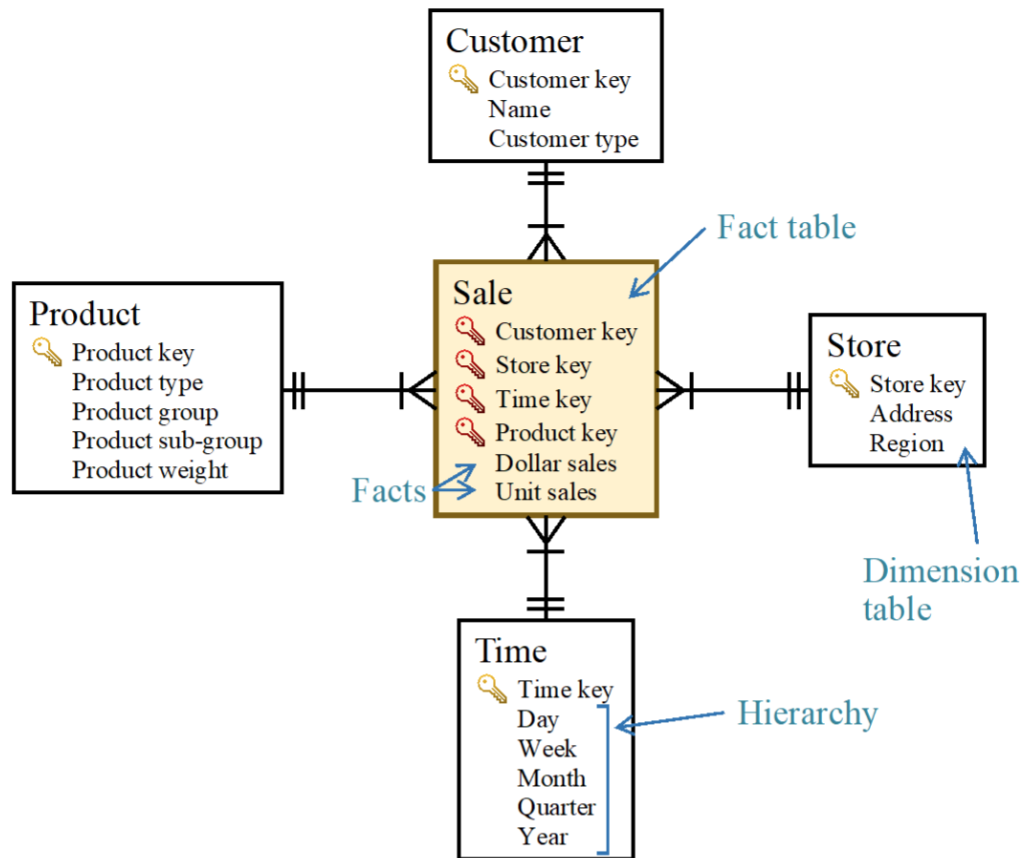 Customer
Customer key
Name
Customer type
Fact table
Product
Product key
Product type
Product group
Product sub-group
Product weight
Sale
Customer key
Store key
Time key
Product key
Dollar sales
Unit sales
Facts
Store
Store key
Address
Region
Dimension
table
Time
Time key
Day
Week
Month
Quarter
Year
Hierarchy